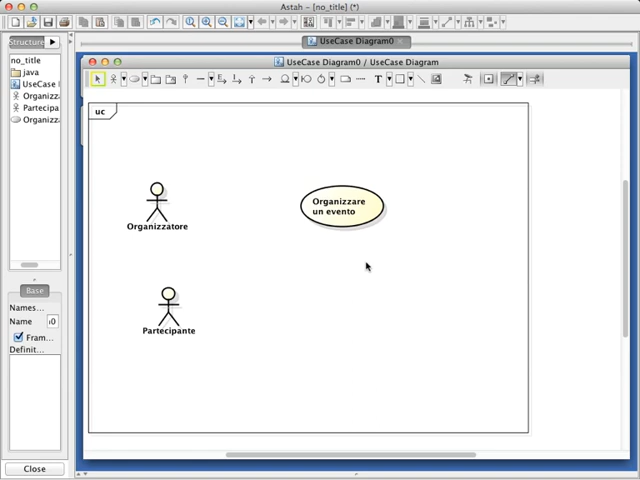 Astah - [no_title] (*)
Structure
UseCase Diagram0
no_title
java
UseCase
Organizz
Partecipa
Organizz
UseCase Diagram0 / UseCase Diagram
T
uc
Organizzatore
Organizzare
un evento
Partecipante
Base
Names...
Name
Fram...
Definit...
Close